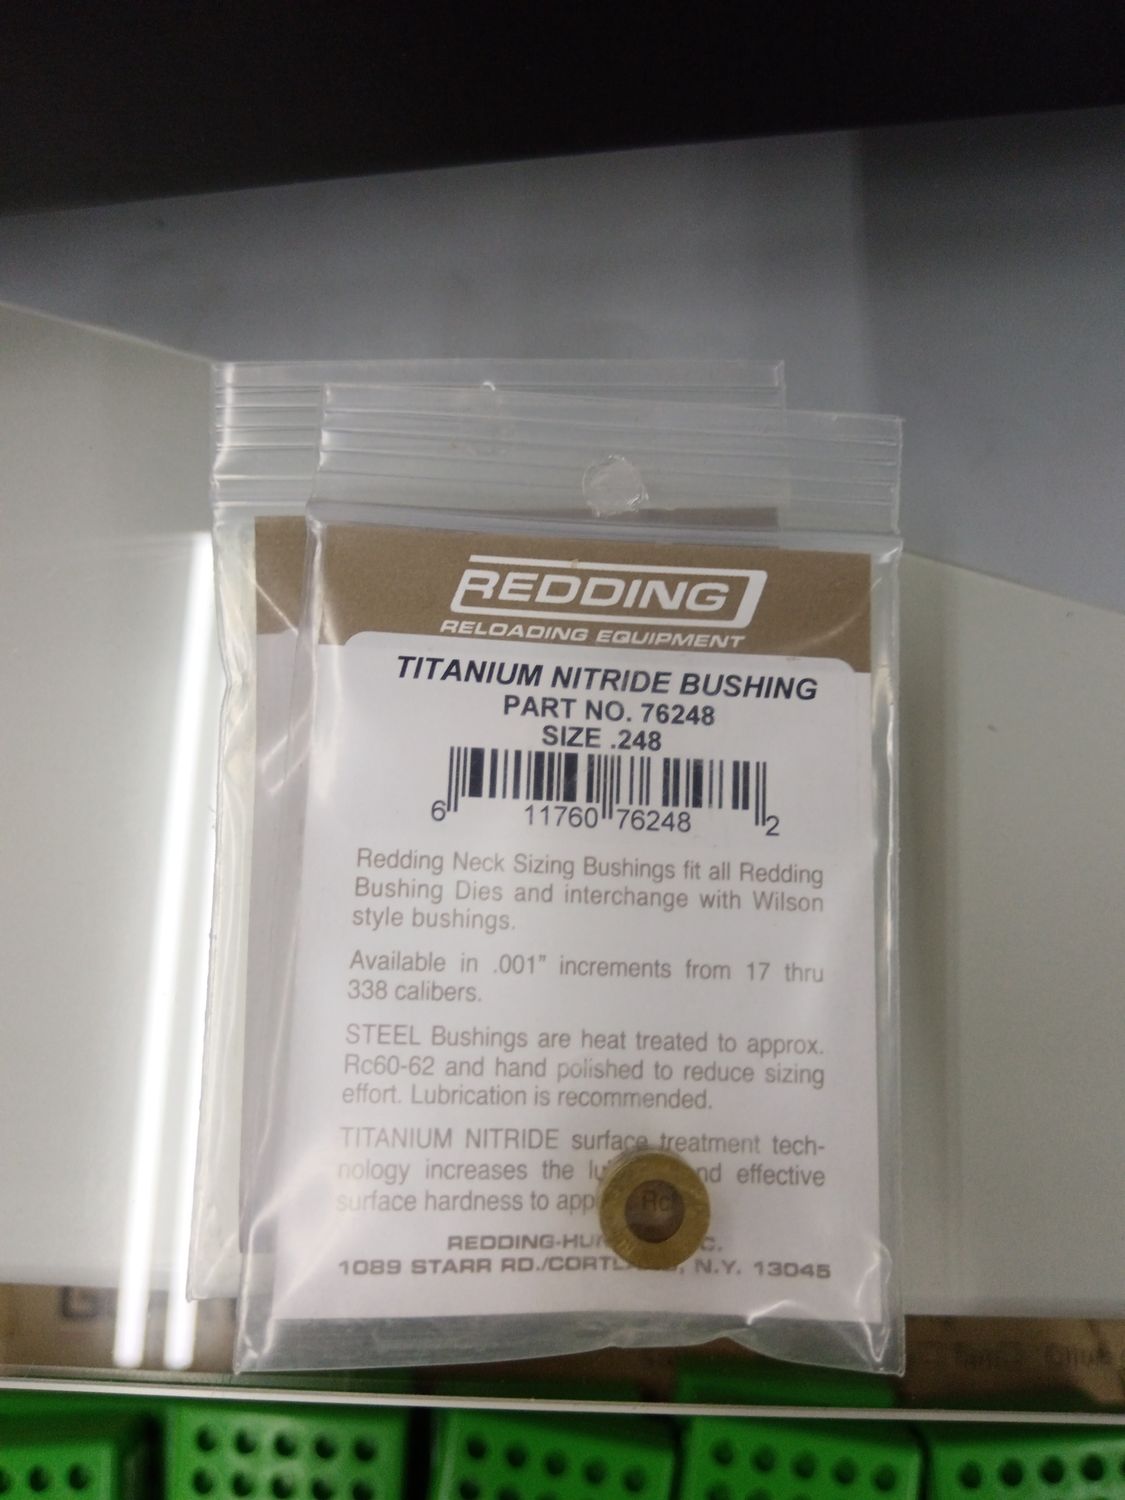 REDDING
RELOADING EQUIPMENT
TITANIUM NITRIDE BUSHING
PART NO. 76248
SIZE .248
6 11760 76248 2
Redding Neck Sizing Bushings fit all Redding
Bushing Dies and interchange with Wilson
style bushings.
Available in .001” increments from 17 thru
338 calibers.
STEEL Bushings are heat treated to approx.
Rc60-62 and hand polished to reduce sizing
effort. Lubrication is recommended.
TITANIUM NITRIDE surface treatment tech-
nology increases the effective
surface hardness to Rc
REDDING-
1089 STARR RD./ N.Y. 13045